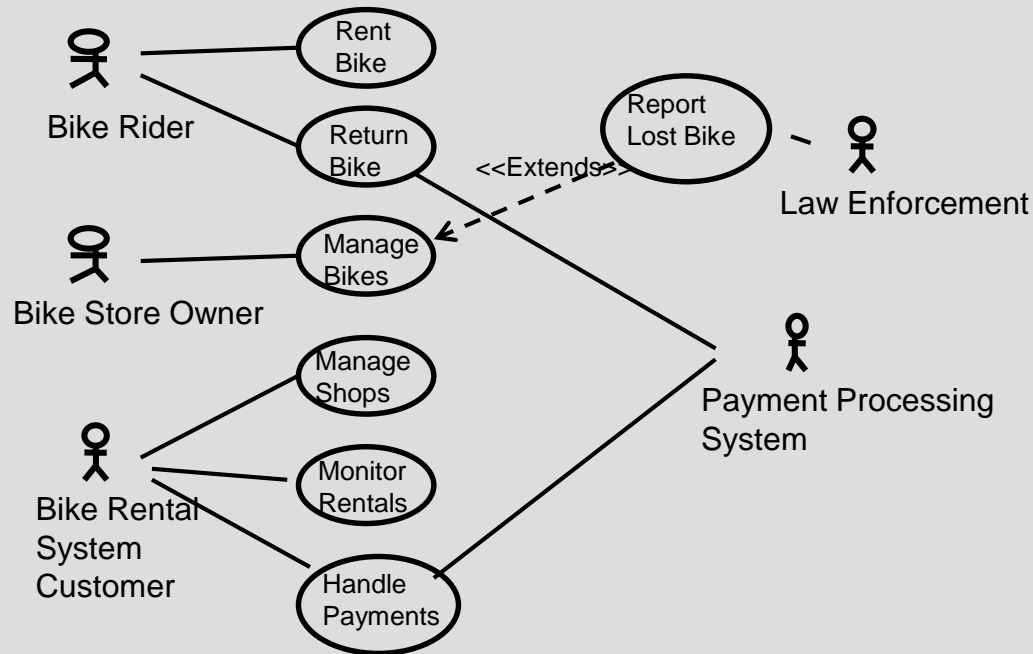 Rent
Bike
Bike Rider
Return
Bike
Report
Lost Bike
<<Extends>>
Law Enforcement
Manage
Bikes
Bike Store Owner
Manage
Shops
Payment Processing
System
Monitor
Rentals
Bike Rental
System
Customer
Handle
Payments